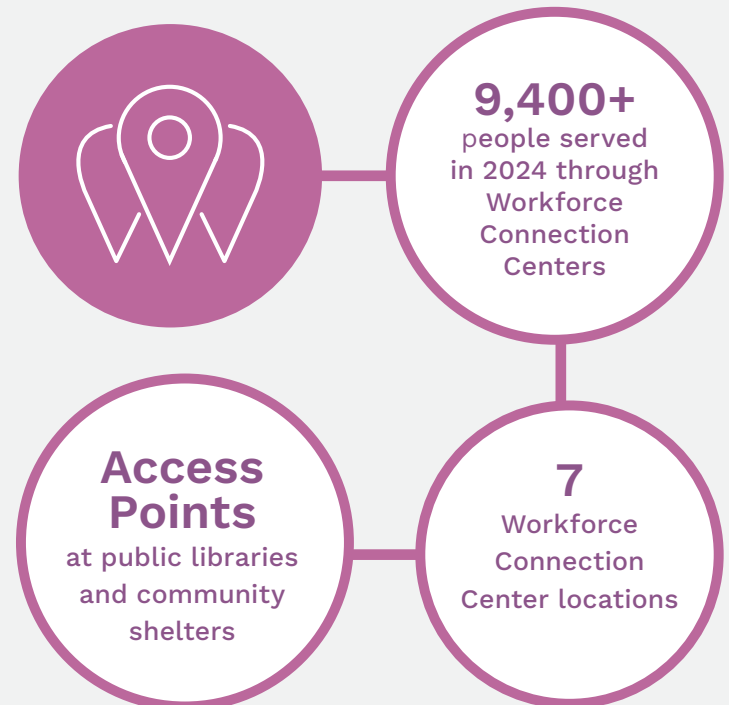 9,400+
people served
in 2024 through
Workforce
Connection
Centers
7
Workforce
Connection
Center locations
Access
Points
at public libraries
and community
shelters